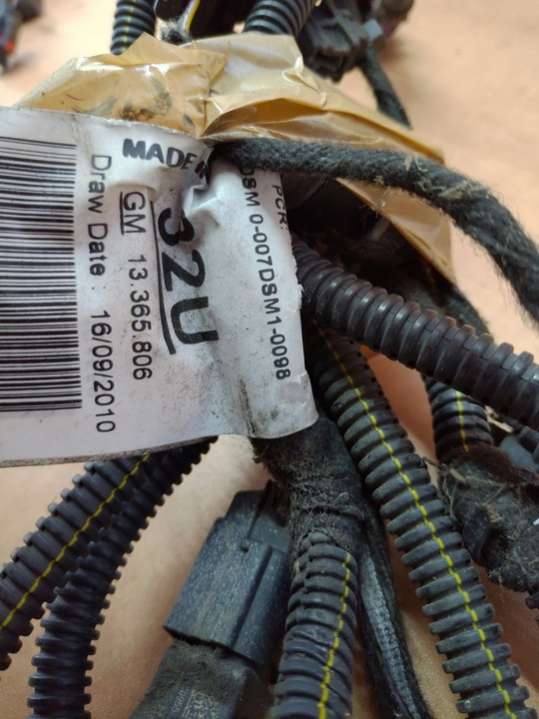 MADE
32U
GM 13.365.806
Draw Date : 16/09/2010
PCR:
DSM 0-007DSM1-0098